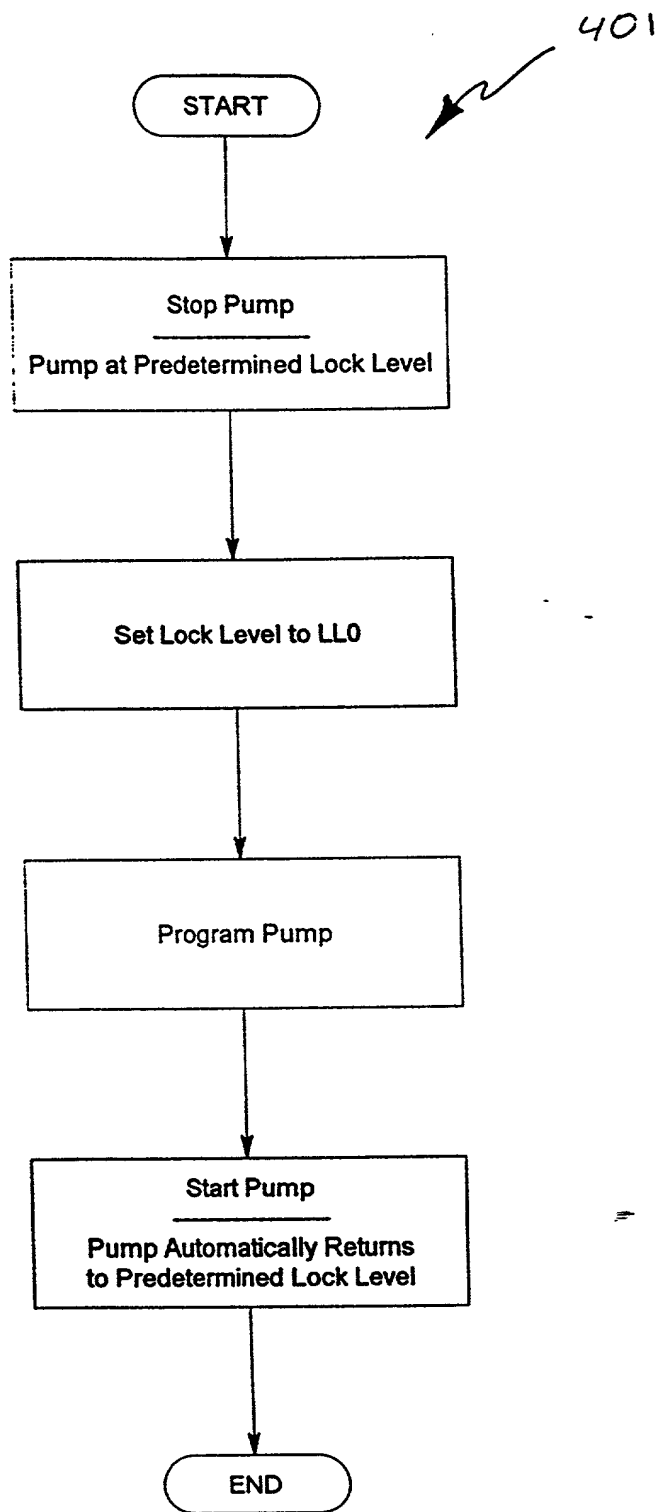 401
START
Stop Pump
Pump at Predetermined Lock Level
Set Lock Level to LL0
Program Pump
Start Pump
Pump Automatically Returns
to Predetermined Lock Level
END